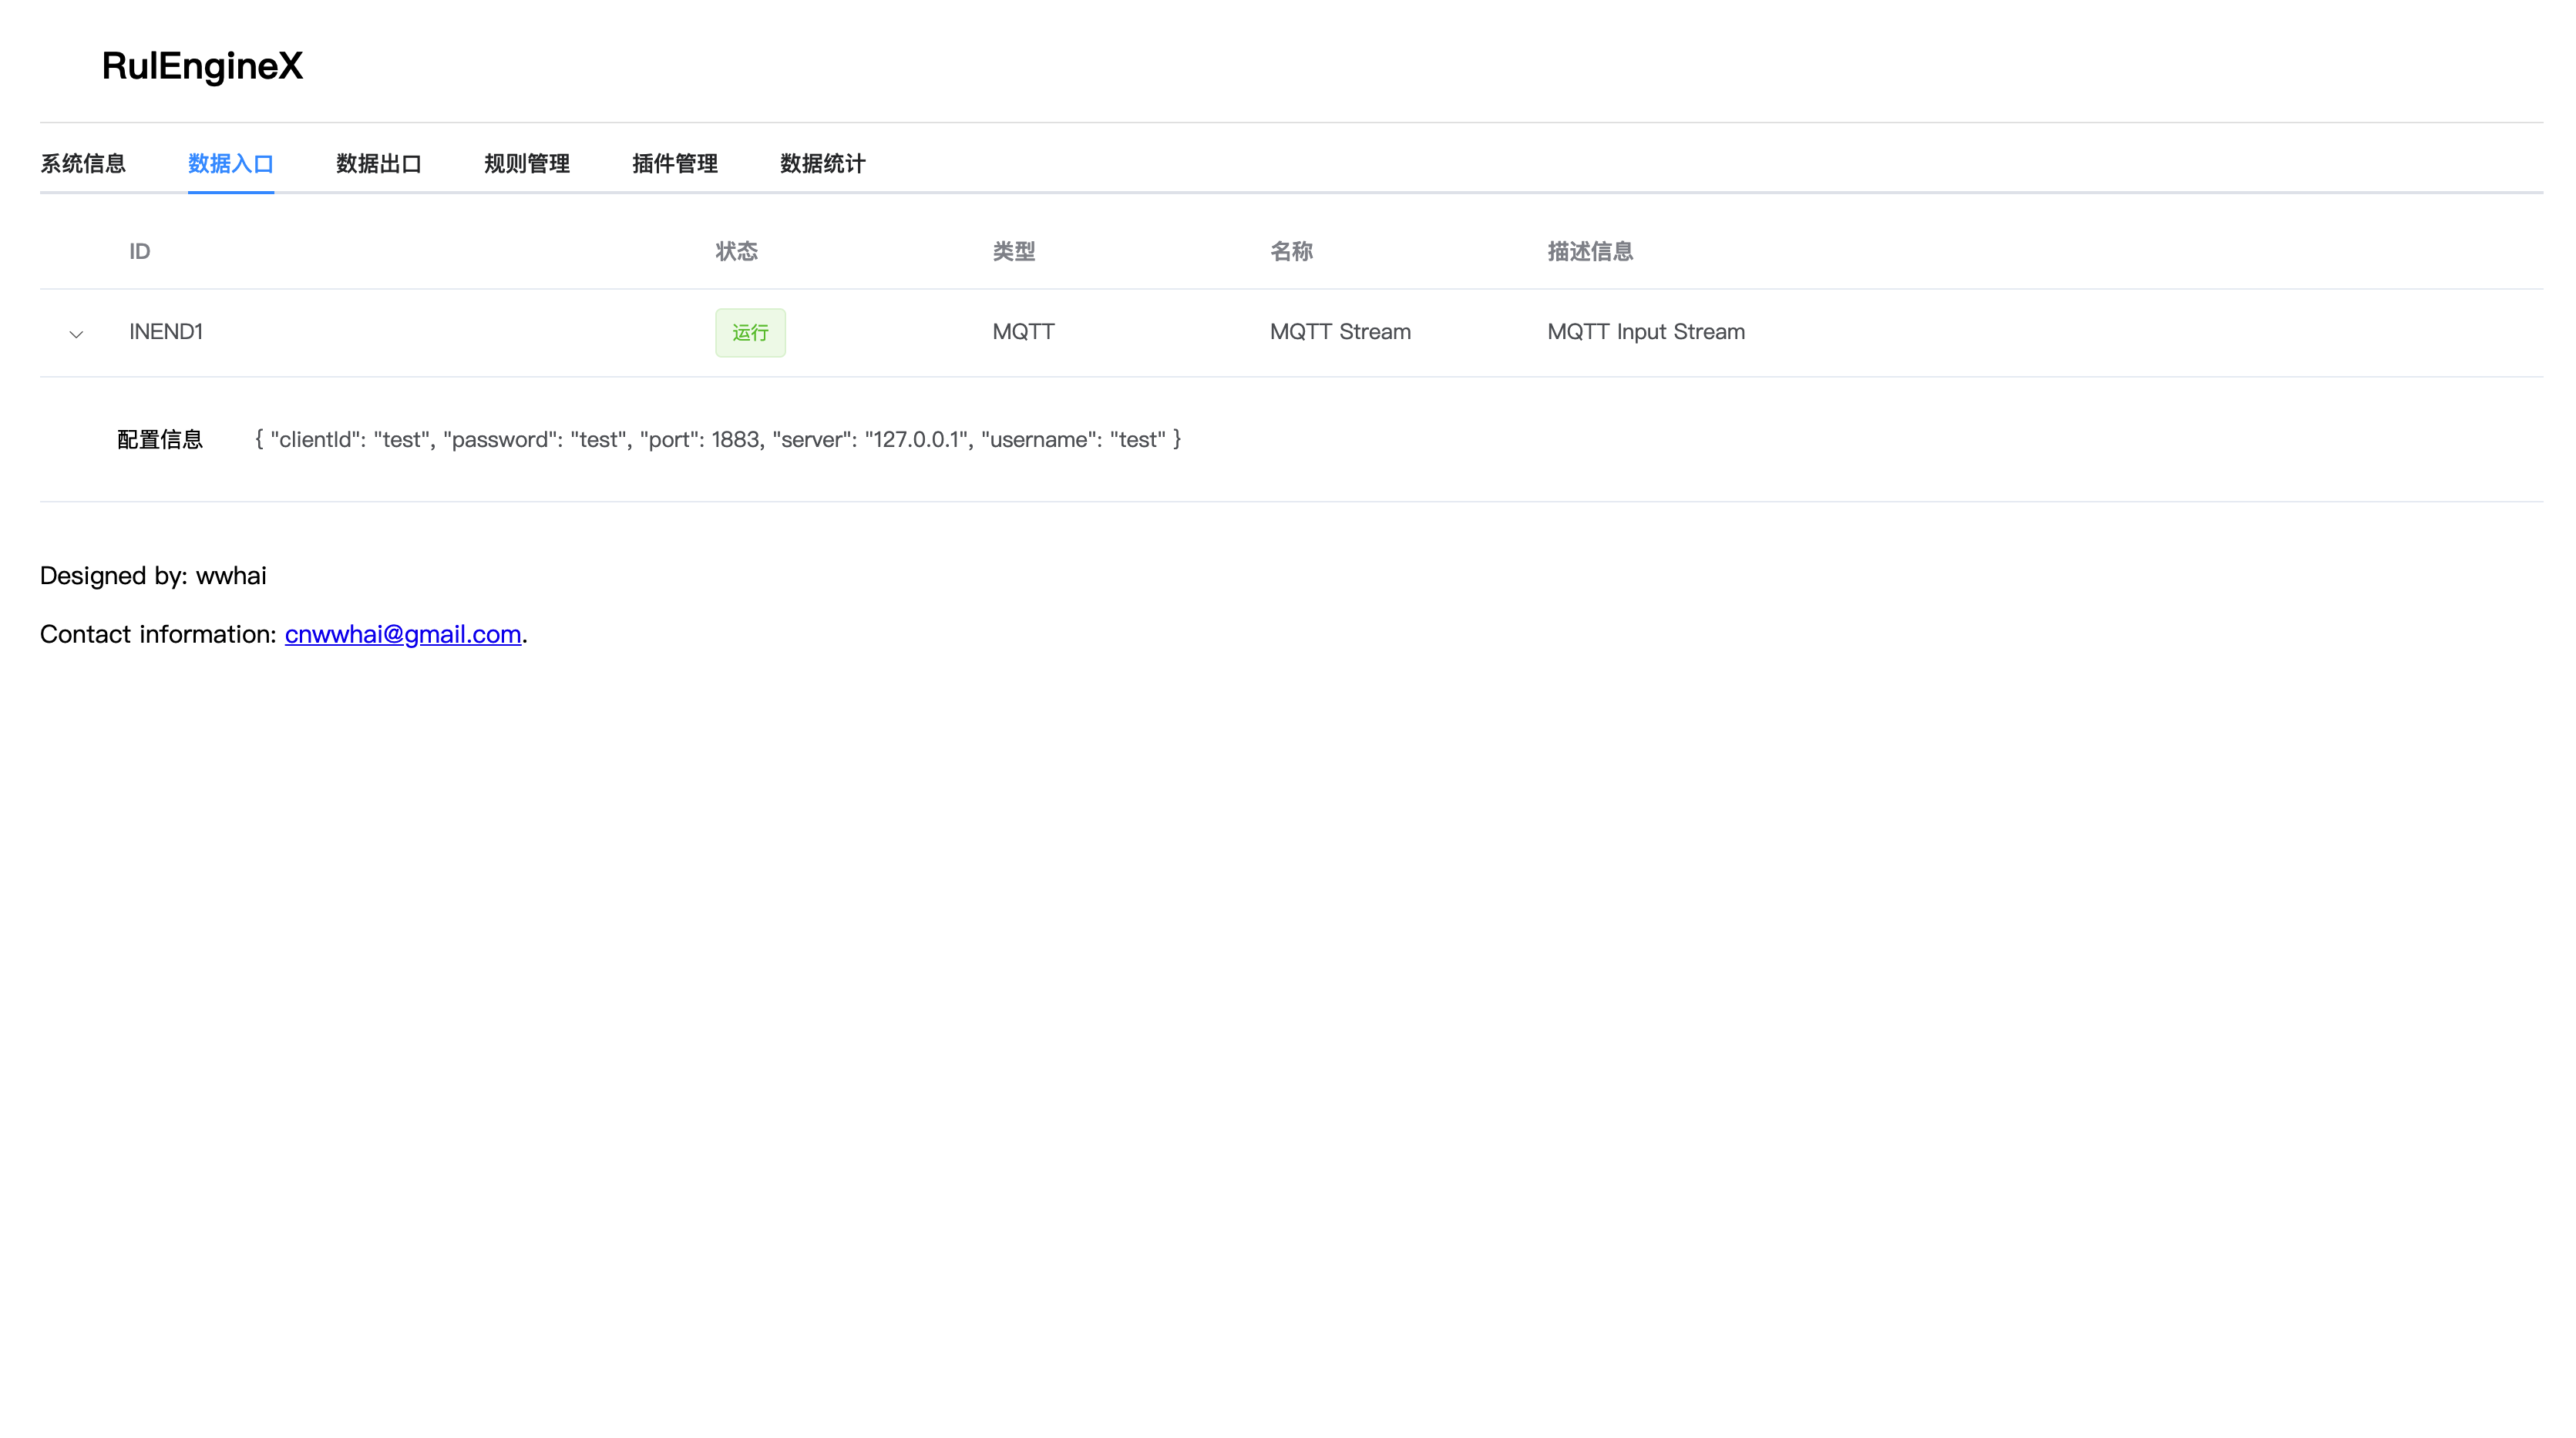 RulEngineX
系统信息 数据入口 数据出口 规则管理 插件管理 数据统计
ID 状态 类型 名称 描述信息
INEND1 运行 MQTT MQTT Stream MQTT Input Stream
配置信息 { "clientId": "test", "password": "test", "port": 1883, "server": "127.0.0.1", "username": "test" }
Designed by: wwhai
Contact information: cnwwhai@gmail.com.